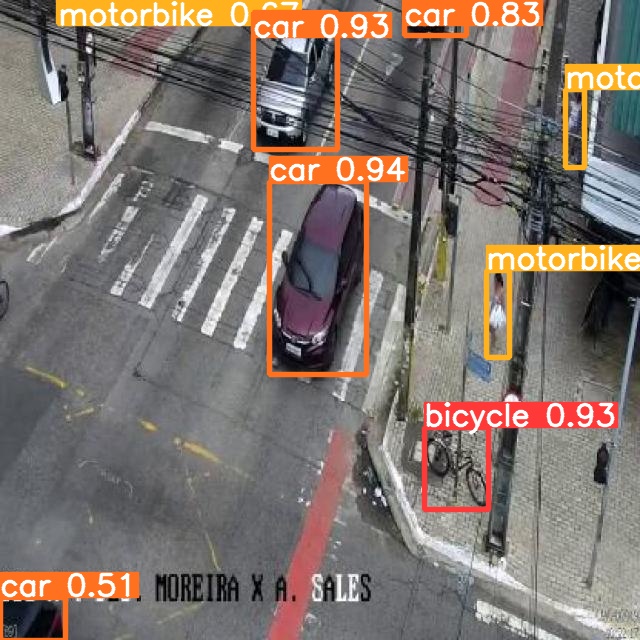 motorbike 0.67
car 0.93
car 0.83
moto
car 0.94
motorbike
bicycle 0.93
car 0.51
MOREIRA X A. SALES